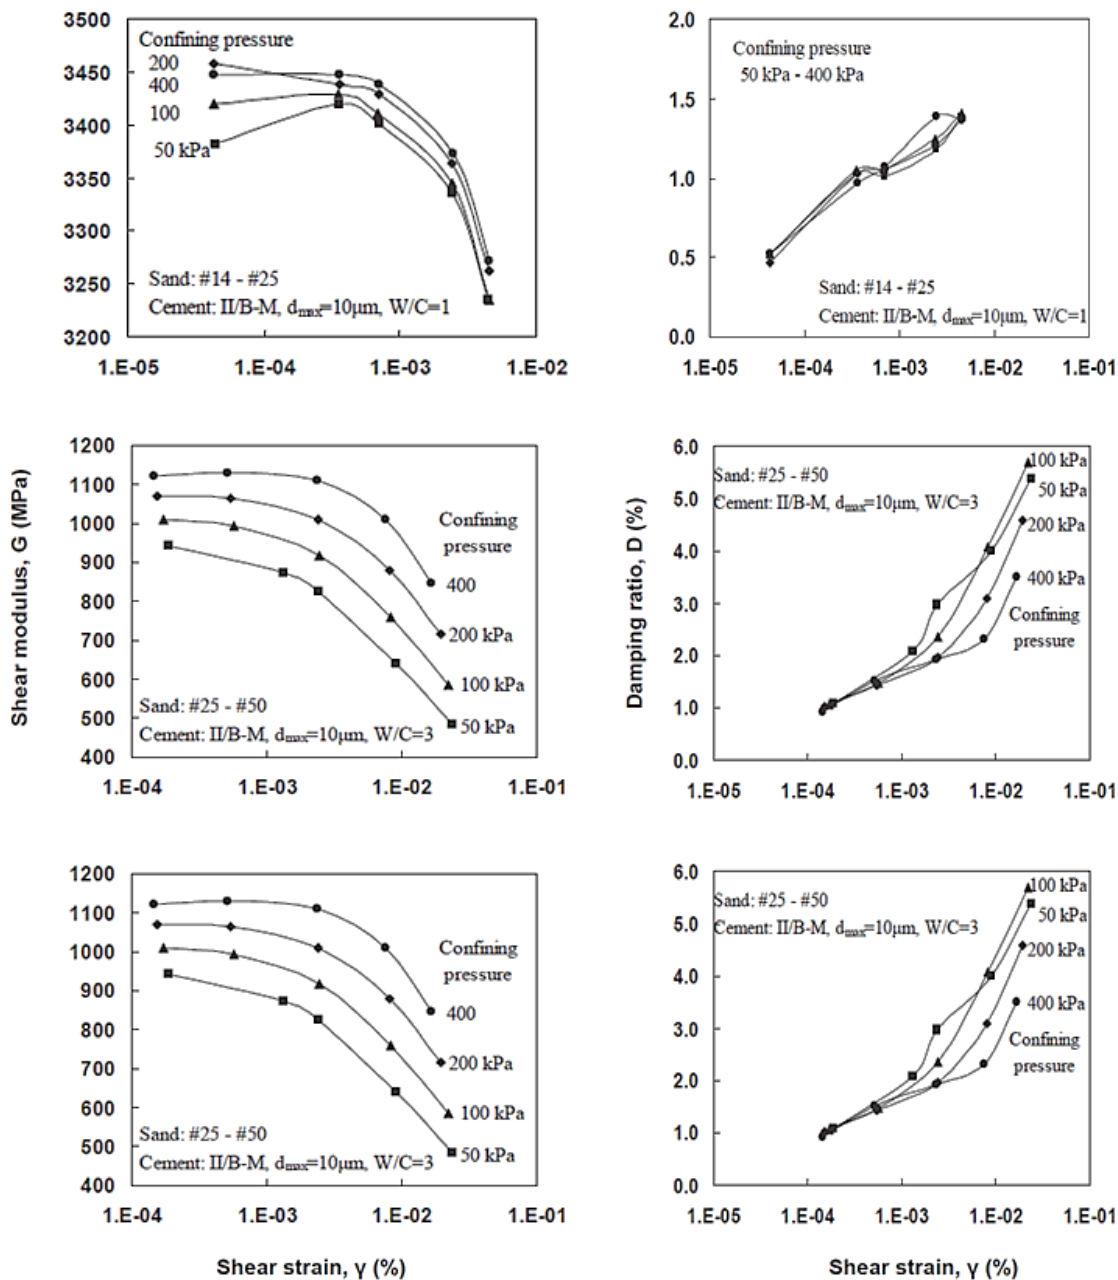 3500
3450
3400
3350
3300
3250
3200
Confining pressure
200
400
100
50 kPa
Sand: #14 - #25
Cement: II/B-M, dmax=10μm, W/C=1
1.E-05 1.E-04 1.E-03 1.E-02
2.0
1.5
1.0
0.5
0.0
Confining pressure
50 kPa - 400 kPa
Sand: #14 - #25
Cement: II/B-M, dmax=10μm, W/C=1
1.E-05 1.E-04 1.E-03 1.E-02 1.E-01
Shear modulus, G (MPa)
1200
1100
1000
900
800
700
600
500
400
Confining
pressure
400
200 kPa
100 kPa
50 kPa
Sand: #25 - #50
Cement: II/B-M, dmax=10μm, W/C=3
1.E-04 1.E-03 1.E-02 1.E-01
Damping ratio, D (%)
6.0
5.0
4.0
3.0
2.0
1.0
0.0
Sand: #25 - #50
Cement: II/B-M, dmax=10μm, W/C=3
100 kPa
50 kPa
200 kPa
400 kPa
Confining
pressure
1.E-05 1.E-04 1.E-03 1.E-02 1.E-01
1200
1100
1000
900
800
700
600
500
400
Confining
pressure
400
200 kPa
100 kPa
50 kPa
Sand: #25 - #50
Cement: II/B-M, dmax=10μm, W/C=3
1.E-04 1.E-03 1.E-02 1.E-01
Shear strain, γ (%)
6.0
5.0
4.0
3.0
2.0
1.0
0.0
Sand: #25 - #50
Cement: II/B-M, dmax=10μm, W/C=3
100 kPa
50 kPa
200 kPa
400 kPa
Confining
pressure
1.E-05 1.E-04 1.E-03 1.E-02 1.E-01
Shear strain, γ (%)